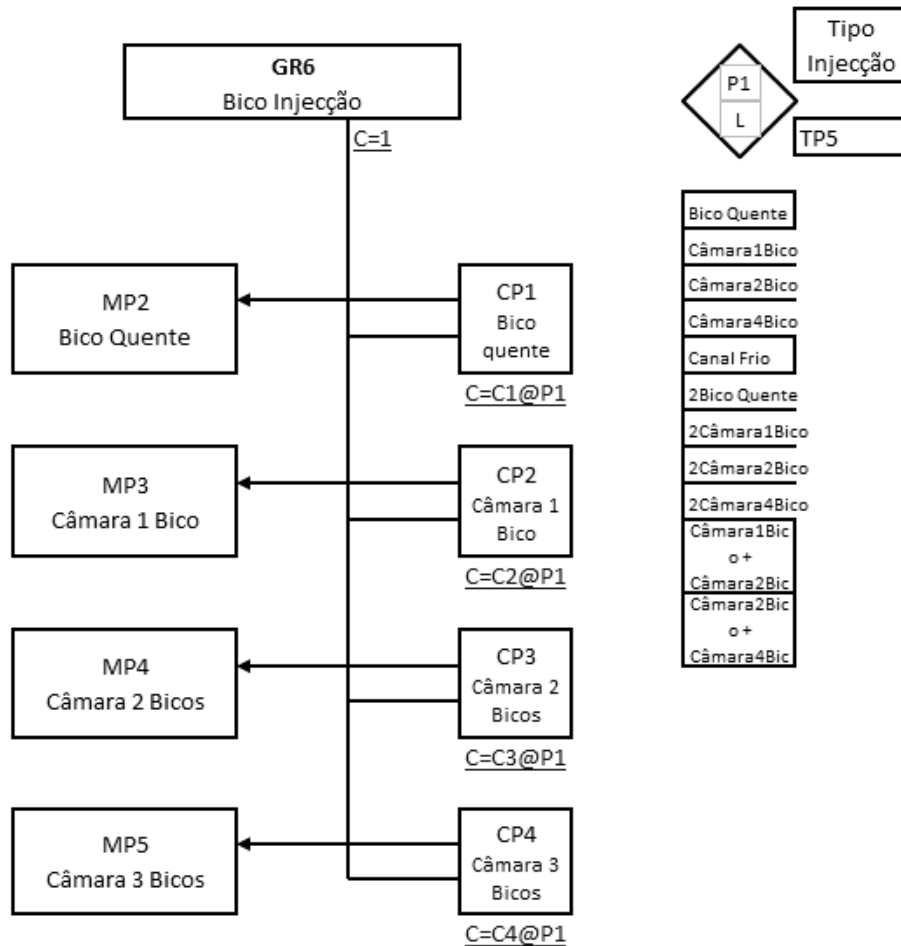 GR6
Bico Injecção
C=1
MP2
Bico Quente
CP1
Bico
quente
C=C1@P1
MP3
Câmara 1 Bico
CP2
Câmara 1
Bico
C=C2@P1
MP4
Câmara 2 Bicos
CP3
Câmara 2
Bicos
C=C3@P1
MP5
Câmara 3 Bicos
CP4
Câmara 3
Bicos
C=C4@P1
P1
L
Tipo
Injecção
TP5
Bico Quente
Câmara1Bico
Câmara2Bico
Câmara4Bico
Canal Frio
2Bico Quente
2Câmara1Bico
2Câmara2Bico
2Câmara4Bico
Câmara1Bic
o +
Câmara2Bic
Câmara2Bic
o +
Câmara4Bic